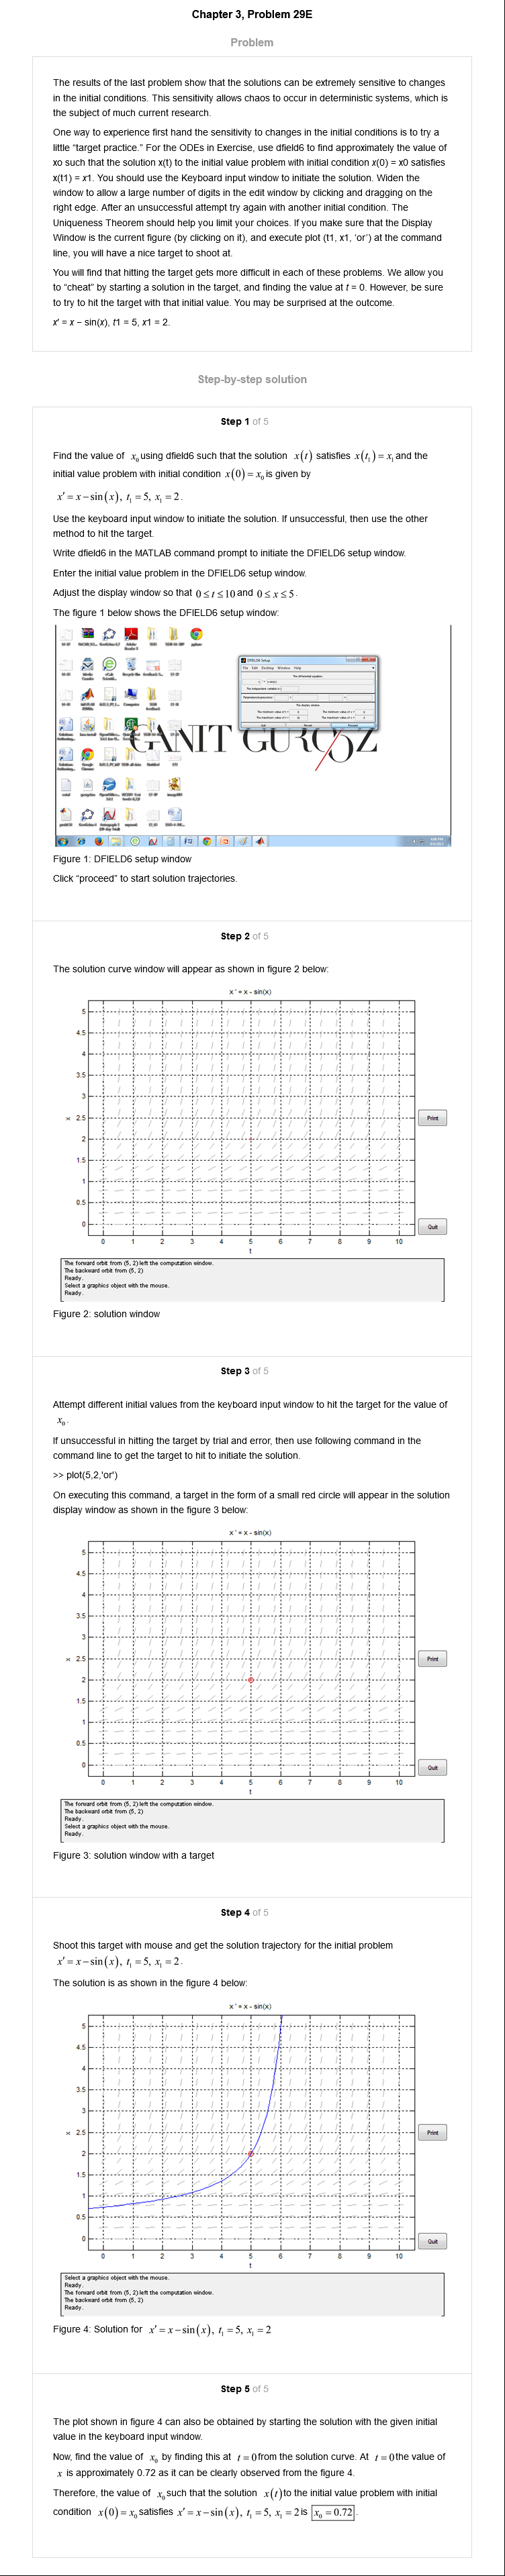 Chapter 3, Problem 29E
Problem
The results of the last problem show that the solutions can be extremely sensitive to changes
in the initial conditions. This sensitivity allows chaos to occur in deterministic systems, which is
the subject of much current research.
One way to experience first hand the sensitivity to changes in the initial conditions is to try a
little “target practice.” For the ODEs in Exercise, use dfield6 to find approximately the value of
xo such that the solution x(t) to the initial value problem with initial condition x(0) = x0 satisfies
x(t1) = x1. You should use the Keyboard input window to initiate the solution. Widen the
window to allow a large number of digits in the edit window by clicking and dragging on the
right edge. After an unsuccessful attempt try again with another initial condition. The
Uniqueness Theorem should help you limit your choices. If you make sure that the Display
Window is the current figure (by clicking on it), and execute plot (t1, x1, ‘or’) at the command
line, you will have a nice target to shoot at.
You will find that hitting the target gets more difficult in each of these problems. We allow you
to “cheat” by starting a solution in the target, and finding the value at t = 0. However, be sure
to try to hit the target with that initial value. You may be surprised at the outcome.
x' = x − sin(x), t1 = 5, x1 = 2.
Step-by-step solution
Step 1 of 5
Find the value of x₀ using dfield6 such that the solution x(t) satisfies x(t₁) = x₁ and the
initial value problem with initial condition x(0) = x₀ is given by
x' = x − sin(x), t₁ = 5, x₁ = 2.
Use the keyboard input window to initiate the solution. If unsuccessful, then use the other
method to hit the target.
Write dfield6 in the MATLAB command prompt to initiate the DFIELD6 setup window.
Enter the initial value problem in the DFIELD6 setup window.
Adjust the display window so that 0 ≤ t ≤ 10 and 0 ≤ x ≤ 5.
The figure 1 below shows the DFIELD6 setup window:
DFIELD6 Setup
GANIT GUROOZ
Figure 1: DFIELD6 setup window
Click “proceed” to start solution trajectories.
Step 2 of 5
The solution curve window will appear as shown in figure 2 below:
x ' = x - sin(x)
5
4.5
4
3.5
3
x 2.5
2
1.5
1
0.5
0
0 1 2 3 4 5 6 7 8 9 10
t
Print
Quit
The forward orbit from (5, 2) left the computation window.
The backward orbit from (5, 2)
Ready.
Select a graphics object with the mouse.
Ready.
Figure 2: solution window
Step 3 of 5
Attempt different initial values from the keyboard input window to hit the target for the value of
x₀.
If unsuccessful in hitting the target by trial and error, then use following command in the
command line to get the target to hit to initiate the solution.
>> plot(5,2,'or')
On executing this command, a target in the form of a small red circle will appear in the solution
display window as shown in the figure 3 below:
x ' = x - sin(x)
5
4.5
4
3.5
3
x 2.5
2
1.5
1
0.5
0
0 1 2 3 4 5 6 7 8 9 10
t
Print
Quit
The forward orbit from (5, 2) left the computation window.
The backward orbit from (5, 2)
Ready.
Select a graphics object with the mouse.
Ready.
Figure 3: solution window with a target
Step 4 of 5
Shoot this target with mouse and get the solution trajectory for the initial problem
x' = x − sin(x), t₁ = 5, x₁ = 2.
The solution is as shown in the figure 4 below:
x ' = x - sin(x)
5
4.5
4
3.5
3
x 2.5
2
1.5
1
0.5
0
0 1 2 3 4 5 6 7 8 9 10
t
Print
Quit
Select a graphics object with the mouse.
Ready.
The forward orbit from (5, 2) left the computation window.
The backward orbit from (5, 2)
Ready.
Figure 4: Solution for x' = x − sin(x), t₁ = 5, x₁ = 2
Step 5 of 5
The plot shown in figure 4 can also be obtained by starting the solution with the given initial
value in the keyboard input window.
Now, find the value of x₀ by finding this at t = 0 from the solution curve. At t = 0 the value of
x is approximately 0.72 as it can be clearly observed from the figure 4.
Therefore, the value of x₀ such that the solution x(t) to the initial value problem with initial
condition x(0) = x₀ satisfies x' = x − sin(x), t₁ = 5, x₁ = 2 is x₀ = 0.72.